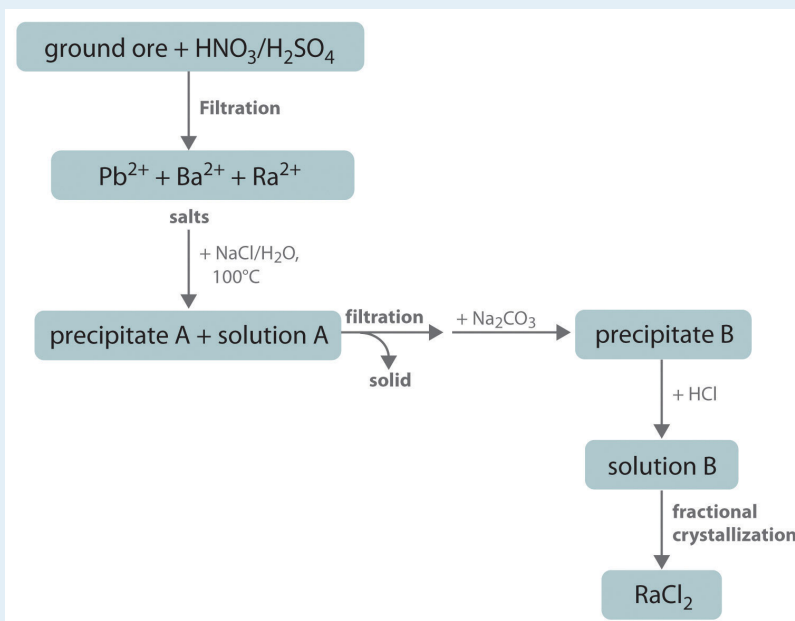 ground ore + HNO₃/H₂SO₄
Filtration
Pb²⁺ + Ba²⁺ + Ra²⁺
salts
+ NaCl/H₂O,
100°C
precipitate A + solution A
filtration
solid
+ Na₂CO₃
precipitate B
+ HCl
solution B
fractional
crystallization
RaCl₂